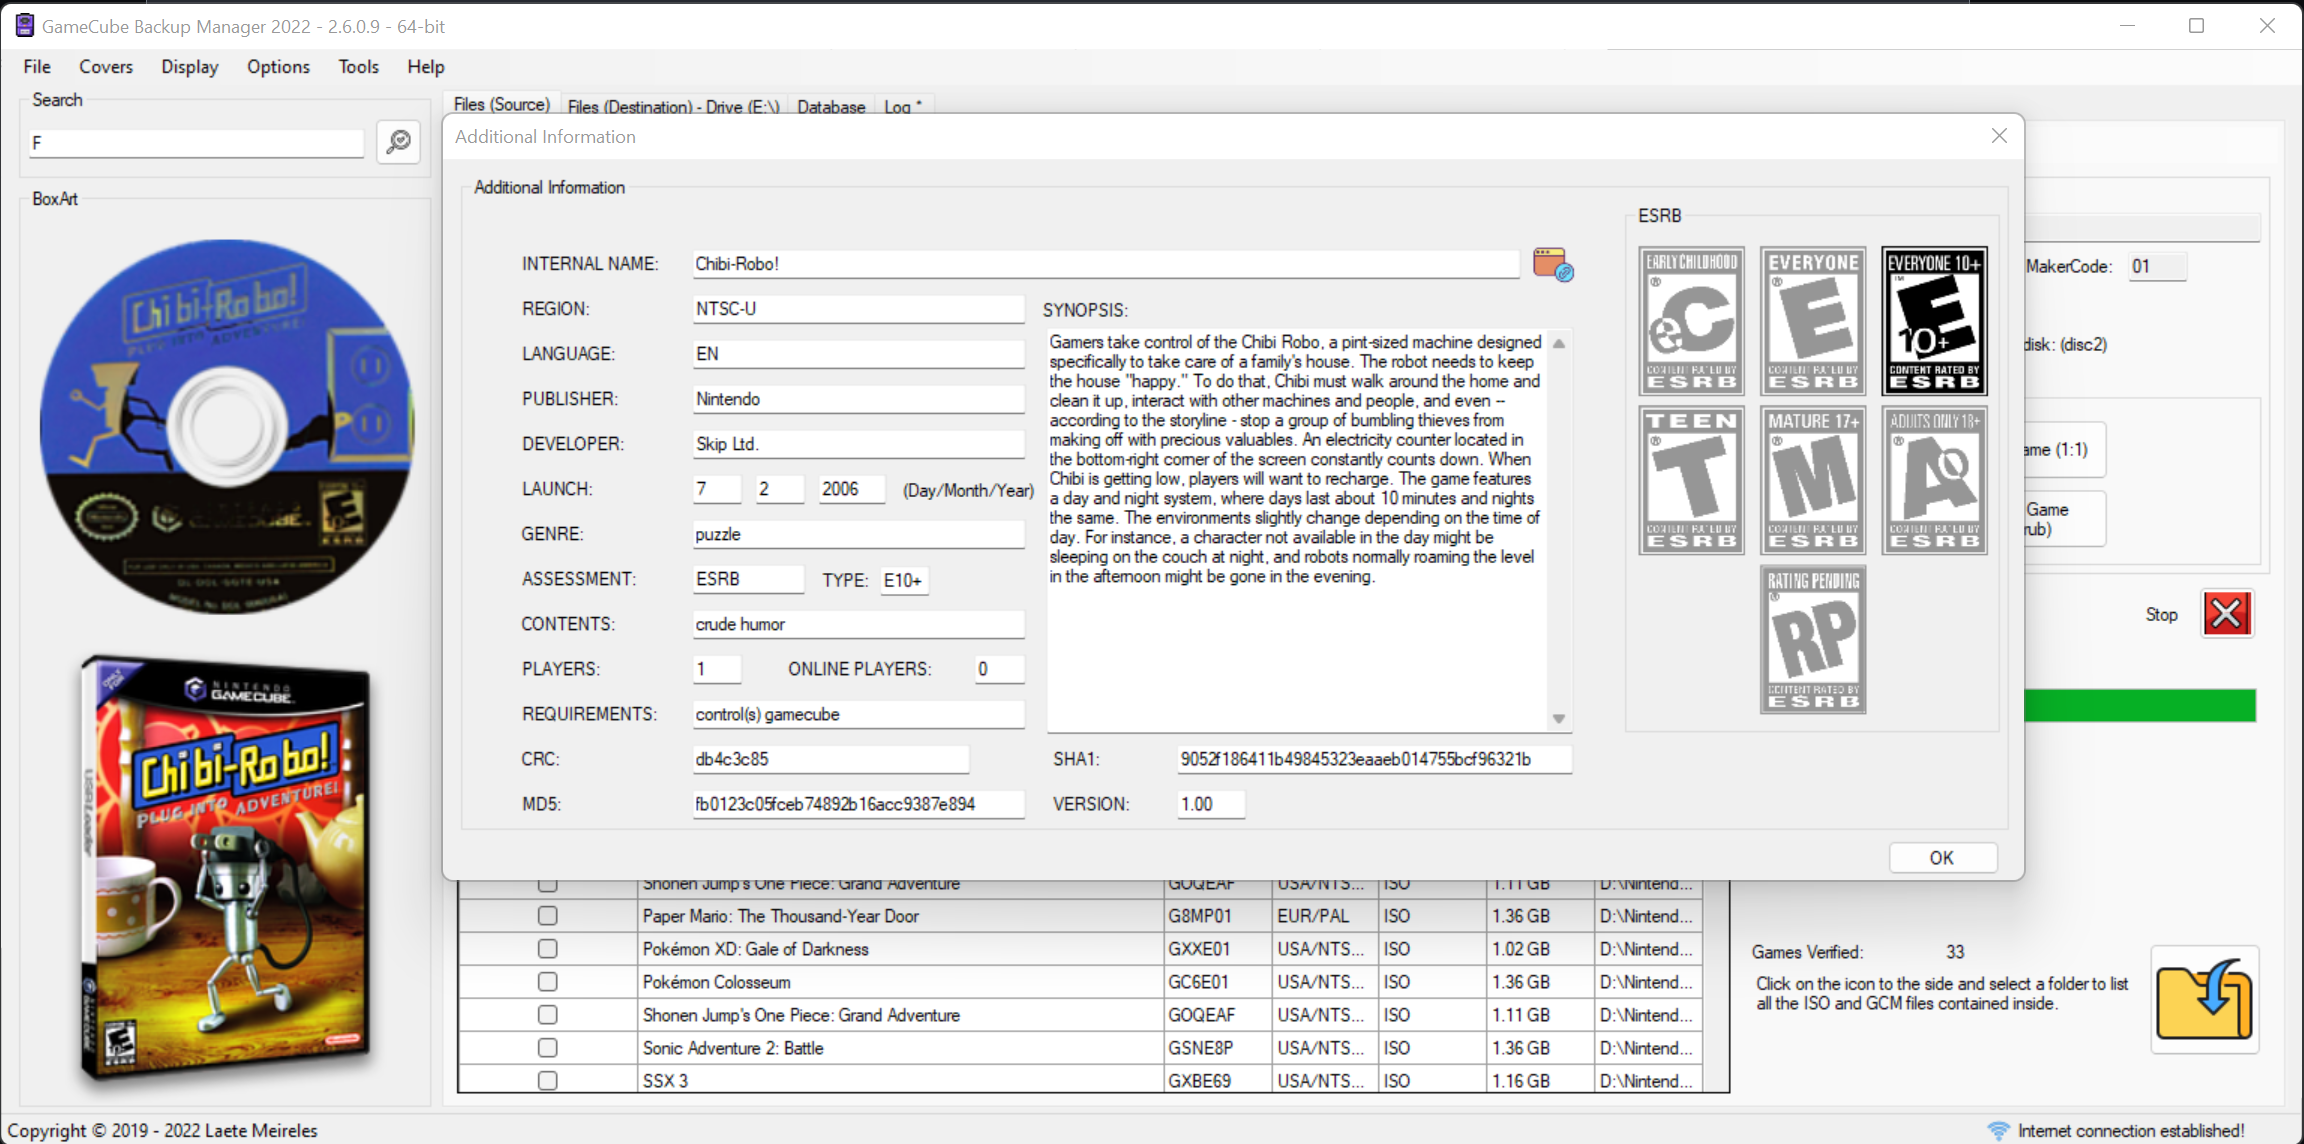 GameCube Backup Manager 2022 - 2.6.0.9 - 64-bit
File Covers Display Options Tools Help
Search
F
BoxArt
Chibi-Robo!
PLUG INTO ADVENTURE!
NINTENDO
GAMECUBE
Chibi-Robo!
PLUG INTO ADVENTURE!
Files (Source) Files (Destination) - Drive (E:\) Database Log *
Additional Information
Additional Information
INTERNAL NAME: Chibi-Robo!
REGION: NTSC-U
LANGUAGE: EN
PUBLISHER: Nintendo
DEVELOPER: Skip Ltd.
LAUNCH: 7 2 2006 (Day/Month/Year)
GENRE: puzzle
ASSESSMENT: ESRB TYPE: E10+
CONTENTS: crude humor
PLAYERS: 1 ONLINE PLAYERS: 0
REQUIREMENTS: control(s) gamecube
CRC: db4c3c85
MD5: fb0123c05fceb74892b16acc9387e894
SYNOPSIS:
Gamers take control of the Chibi Robo, a pint-sized machine designed
specifically to take care of a family's house. The robot needs to keep
the house "happy." To do that, Chibi must walk around the home and
clean it up, interact with other machines and people, and even --
according to the storyline - stop a group of bumbling thieves from
making off with precious valuables. An electricity counter located in
the bottom-right corner of the screen constantly counts down. When
Chibi is getting low, players will want to recharge. The game features
a day and night system, where days last about 10 minutes and nights
the same. The environments slightly change depending on the time of
day. For instance, a character not available in the day might be
sleeping on the couch at night, and robots normally roaming the level
in the afternoon might be gone in the evening.
SHA1: 9052f186411b49845323eaaeb014755bcf96321b
VERSION: 1.00
ESRB
EARLY CHILDHOOD
eC
CONTENT RATED BY
ESRB
EVERYONE
E
CONTENT RATED BY
ESRB
EVERYONE 10+
E
10+
CONTENT RATED BY
ESRB
TEEN
T
CONTENT RATED BY
ESRB
MATURE 17+
M
CONTENT RATED BY
ESRB
ADULTS ONLY 18+
AO
CONTENT RATED BY
ESRB
RATING PENDING
RP
CONTENT RATED BY
ESRB
OK
MakerCode: 01
disk: (disc2)
ame (1:1)
Game
rub)
Stop
Shonen Jump's One Piece: Grand Adventure GOQEAF USA/NTS... ISO 1.11 GB D:\Nintend...
Paper Mario: The Thousand-Year Door G8MP01 EUR/PAL ISO 1.36 GB D:\Nintend...
Pokémon XD: Gale of Darkness GXXE01 USA/NTS... ISO 1.02 GB D:\Nintend...
Pokémon Colosseum GC6E01 USA/NTS... ISO 1.36 GB D:\Nintend...
Shonen Jump's One Piece: Grand Adventure GOQEAF USA/NTS... ISO 1.11 GB D:\Nintend...
Sonic Adventure 2: Battle GSNE8P USA/NTS... ISO 1.36 GB D:\Nintend...
SSX 3 GXBE69 USA/NTS... ISO 1.16 GB D:\Nintend...
Games Verified: 33
Click on the icon to the side and select a folder to list
all the ISO and GCM files contained inside.
Copyright © 2019 - 2022 Laete Meireles
Internet connection established!